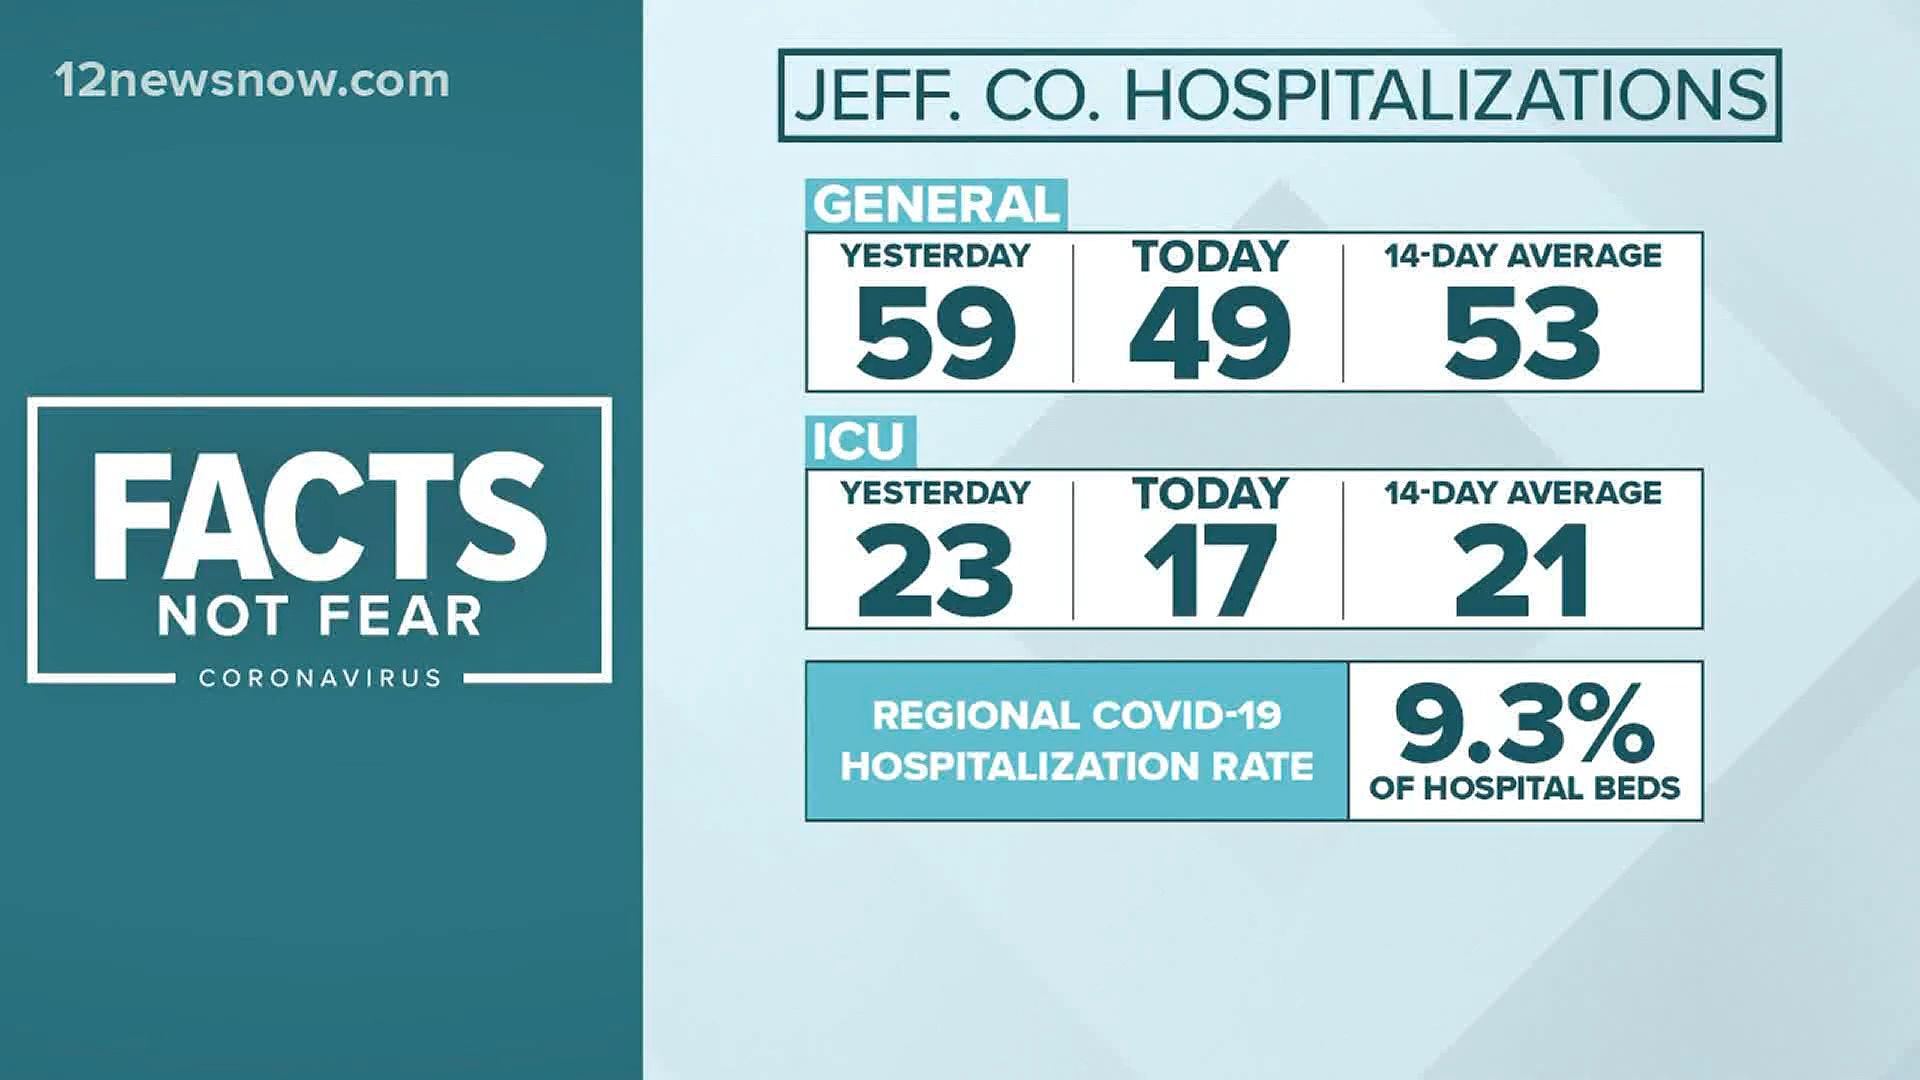 12newsnow.com
FACTS
NOT FEAR
CORONAVIRUS
JEFF. CO. HOSPITALIZATIONS
GENERAL
YESTERDAY TODAY 14-DAY AVERAGE
59 49 53
ICU
YESTERDAY TODAY 14-DAY AVERAGE
23 17 21
REGIONAL COVID-19
HOSPITALIZATION RATE
9.3%
OF HOSPITAL BEDS